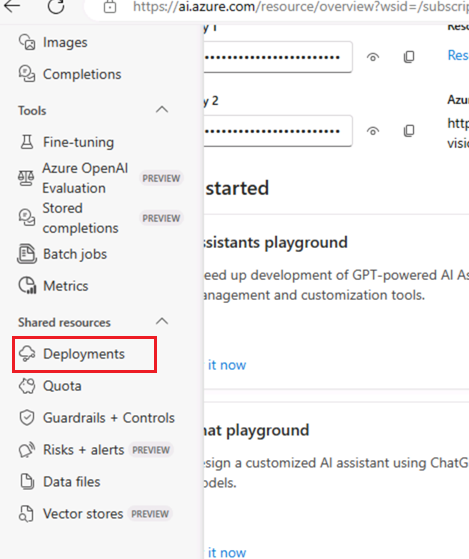 https://ai.azure.com/resource/overview?wsid=/subscrip
Images
Completions
Tools
Fine-tuning
Azure OpenAI
Evaluation
PREVIEW
Stored
completions
PREVIEW
Batch jobs
Metrics
Shared resources
Deployments
Quota
Guardrails + Controls
Risks + alerts PREVIEW
Data files
Vector stores PREVIEW
y 1
y 2
Res
Azur
http
visi
started
ssistants playground
eed up development of GPT-powered AI As
anagement and customization tools.
it now
hat playground
esign a customized AI assistant using ChatG
odels.
it now